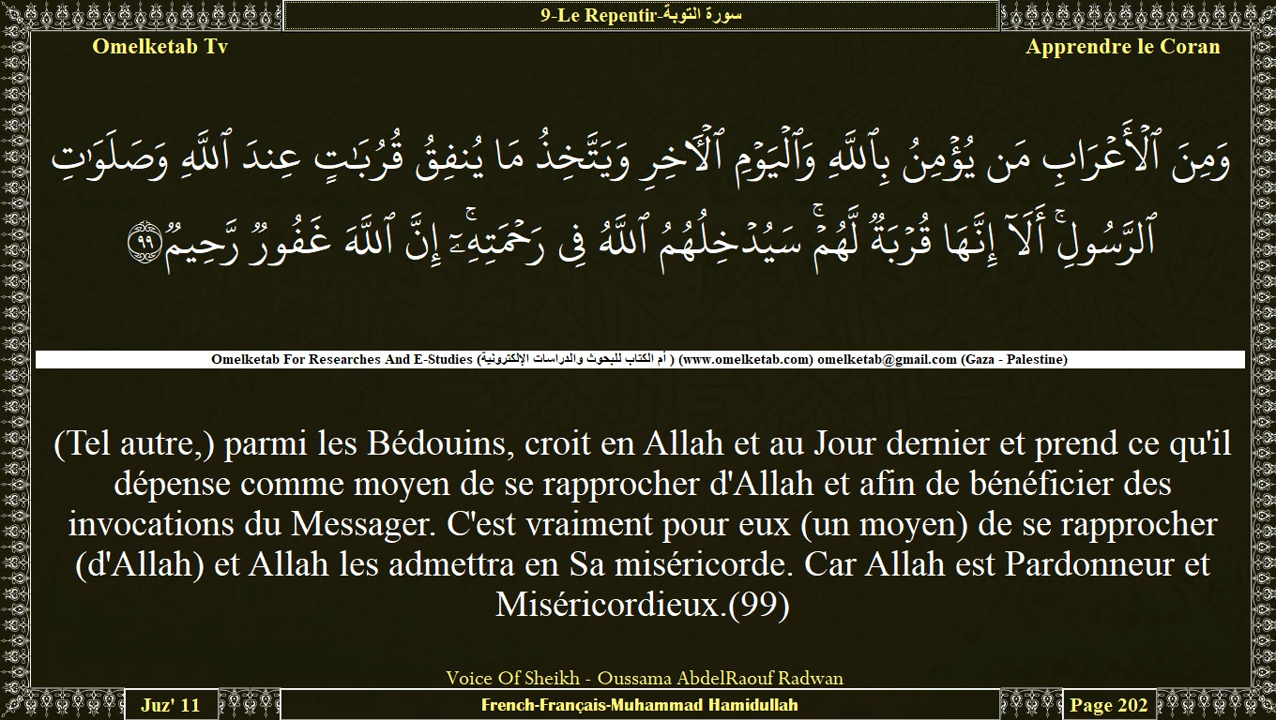 9-Le Repentir-سورة التوبة
Omelketab Tv
Apprendre le Coran
وَمِنَ ٱلْأَعْرَابِ مَن يُؤْمِنُ بِٱللَّهِ وَٱلْيَوْمِ ٱلْآخِرِ وَيَتَّخِذُ مَا يُنفِقُ قُرُبَٰتٍ عِندَ ٱللَّهِ وَصَلَوَٰتِ
ٱلرَّسُولِ ۚ أَلَآ إِنَّهَا قُرْبَةٌ لَّهُمْ ۚ سَيُدْخِلُهُمُ ٱللَّهُ فِى رَحْمَتِهِۦٓ ۚ إِنَّ ٱللَّهَ غَفُورٌ رَّحِيمٌ ۝٩٩
Omelketab For Researches And E-Studies (أم الكتاب للبحوث والدراسات الإلكترونية ) (www.omelketab.com) omelketab@gmail.com (Gaza - Palestine)
(Tel autre,) parmi les Bédouins, croit en Allah et au Jour dernier et prend ce qu'il
dépense comme moyen de se rapprocher d'Allah et afin de bénéficier des
invocations du Messager. C'est vraiment pour eux (un moyen) de se rapprocher
(d'Allah) et Allah les admettra en Sa miséricorde. Car Allah est Pardonneur et
Miséricordieux.(99)
Voice Of Sheikh - Oussama AbdelRaouf Radwan
Juz' 11
French-Français-Muhammad Hamidullah
Page 202